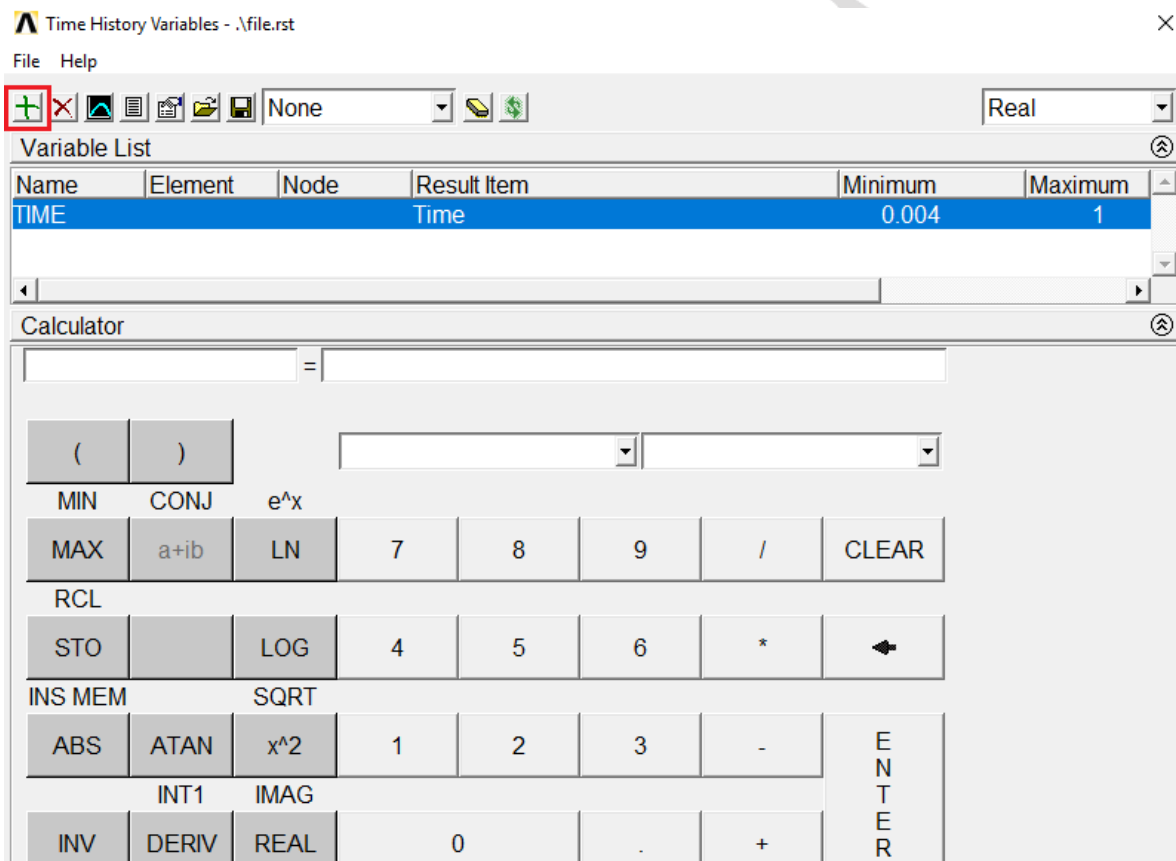 Time History Variables - .\file.rst
File Help
None Real
Variable List
Name Element Node Result Item Minimum Maximum
TIME Time 0.004 1
Calculator
=
( )
MIN CONJ e^x
MAX a+ib LN 7 8 9 / CLEAR
RCL
STO LOG 4 5 6 *
INS MEM SQRT
ABS ATAN x^2 1 2 3 - ENTER
INT1 IMAG
INV DERIV REAL 0 . +